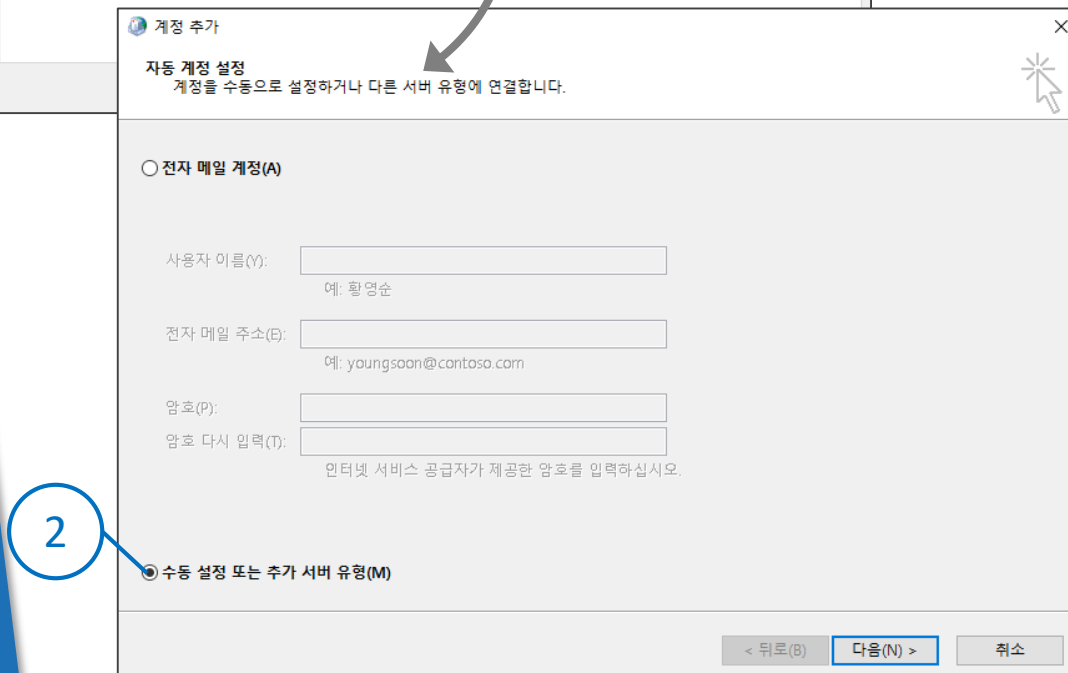 계정 추가
자동 계정 설정
계정을 수동으로 설정하거나 다른 서버 유형에 연결합니다.
전자 메일 계정(A)
사용자 이름(Y):
예: 황영순
전자 메일 주소(E):
예: youngsoon@contoso.com
암호(P):
암호 다시 입력(T):
인터넷 서비스 공급자가 제공한 암호를 입력하십시오.
2
수동 설정 또는 추가 서버 유형(M)
< 뒤로(B) 다음(N) > 취소